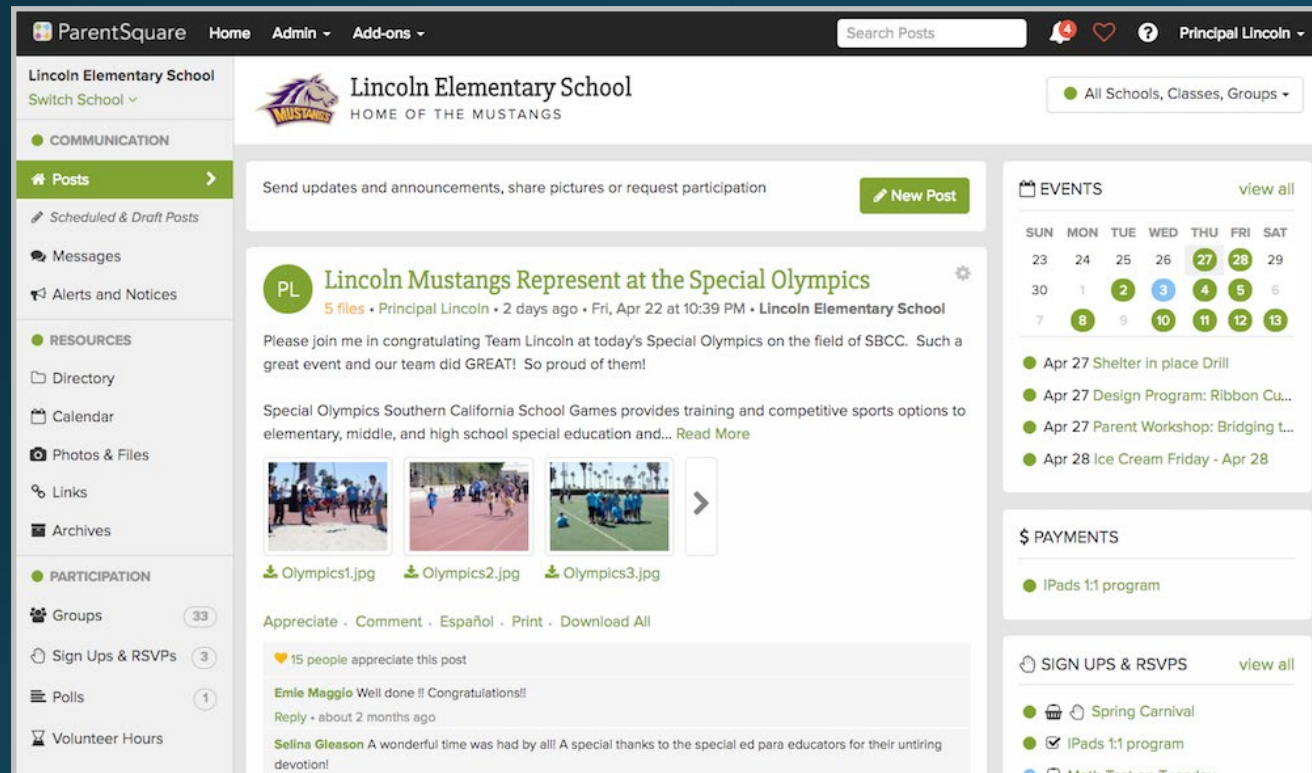 ParentSquare Home Admin Add-ons Search Posts 4 ? Principal Lincoln
Lincoln Elementary School
Switch School
COMMUNICATION
Posts
Scheduled & Draft Posts
Messages
Alerts and Notices
RESOURCES
Directory
Calendar
Photos & Files
Links
Archives
PARTICIPATION
Groups 33
Sign Ups & RSVPs 3
Polls 1
Volunteer Hours
MUSTANGS
Lincoln Elementary School
HOME OF THE MUSTANGS
All Schools, Classes, Groups
Send updates and announcements, share pictures or request participation
New Post
PL
Lincoln Mustangs Represent at the Special Olympics
5 files • Principal Lincoln • 2 days ago • Fri, Apr 22 at 10:39 PM • Lincoln Elementary School
Please join me in congratulating Team Lincoln at today's Special Olympics on the field of SBCC. Such a
great event and our team did GREAT! So proud of them!
Special Olympics Southern California School Games provides training and competitive sports options to
elementary, middle, and high school special education and... Read More
Olympics1.jpg Olympics2.jpg Olympics3.jpg
Appreciate . Comment . Español . Print . Download All
15 people appreciate this post
Emie Maggio Well done !! Congratulations!!
Reply • about 2 months ago
Selina Gleason A wonderful time was had by all! A special thanks to the special ed para educators for their untiring
devotion!
EVENTS view all
SUN MON TUE WED THU FRI SAT
23 24 25 26 27 28 29
30 1 2 3 4 5 6
7 8 9 10 11 12 13
Apr 27 Shelter in place Drill
Apr 27 Design Program: Ribbon Cu...
Apr 27 Parent Workshop: Bridging t...
Apr 28 Ice Cream Friday - Apr 28
$ PAYMENTS
IPads 1:1 program
SIGN UPS & RSVPS view all
Spring Carnival
IPads 1:1 program
Math Test on Tuesday